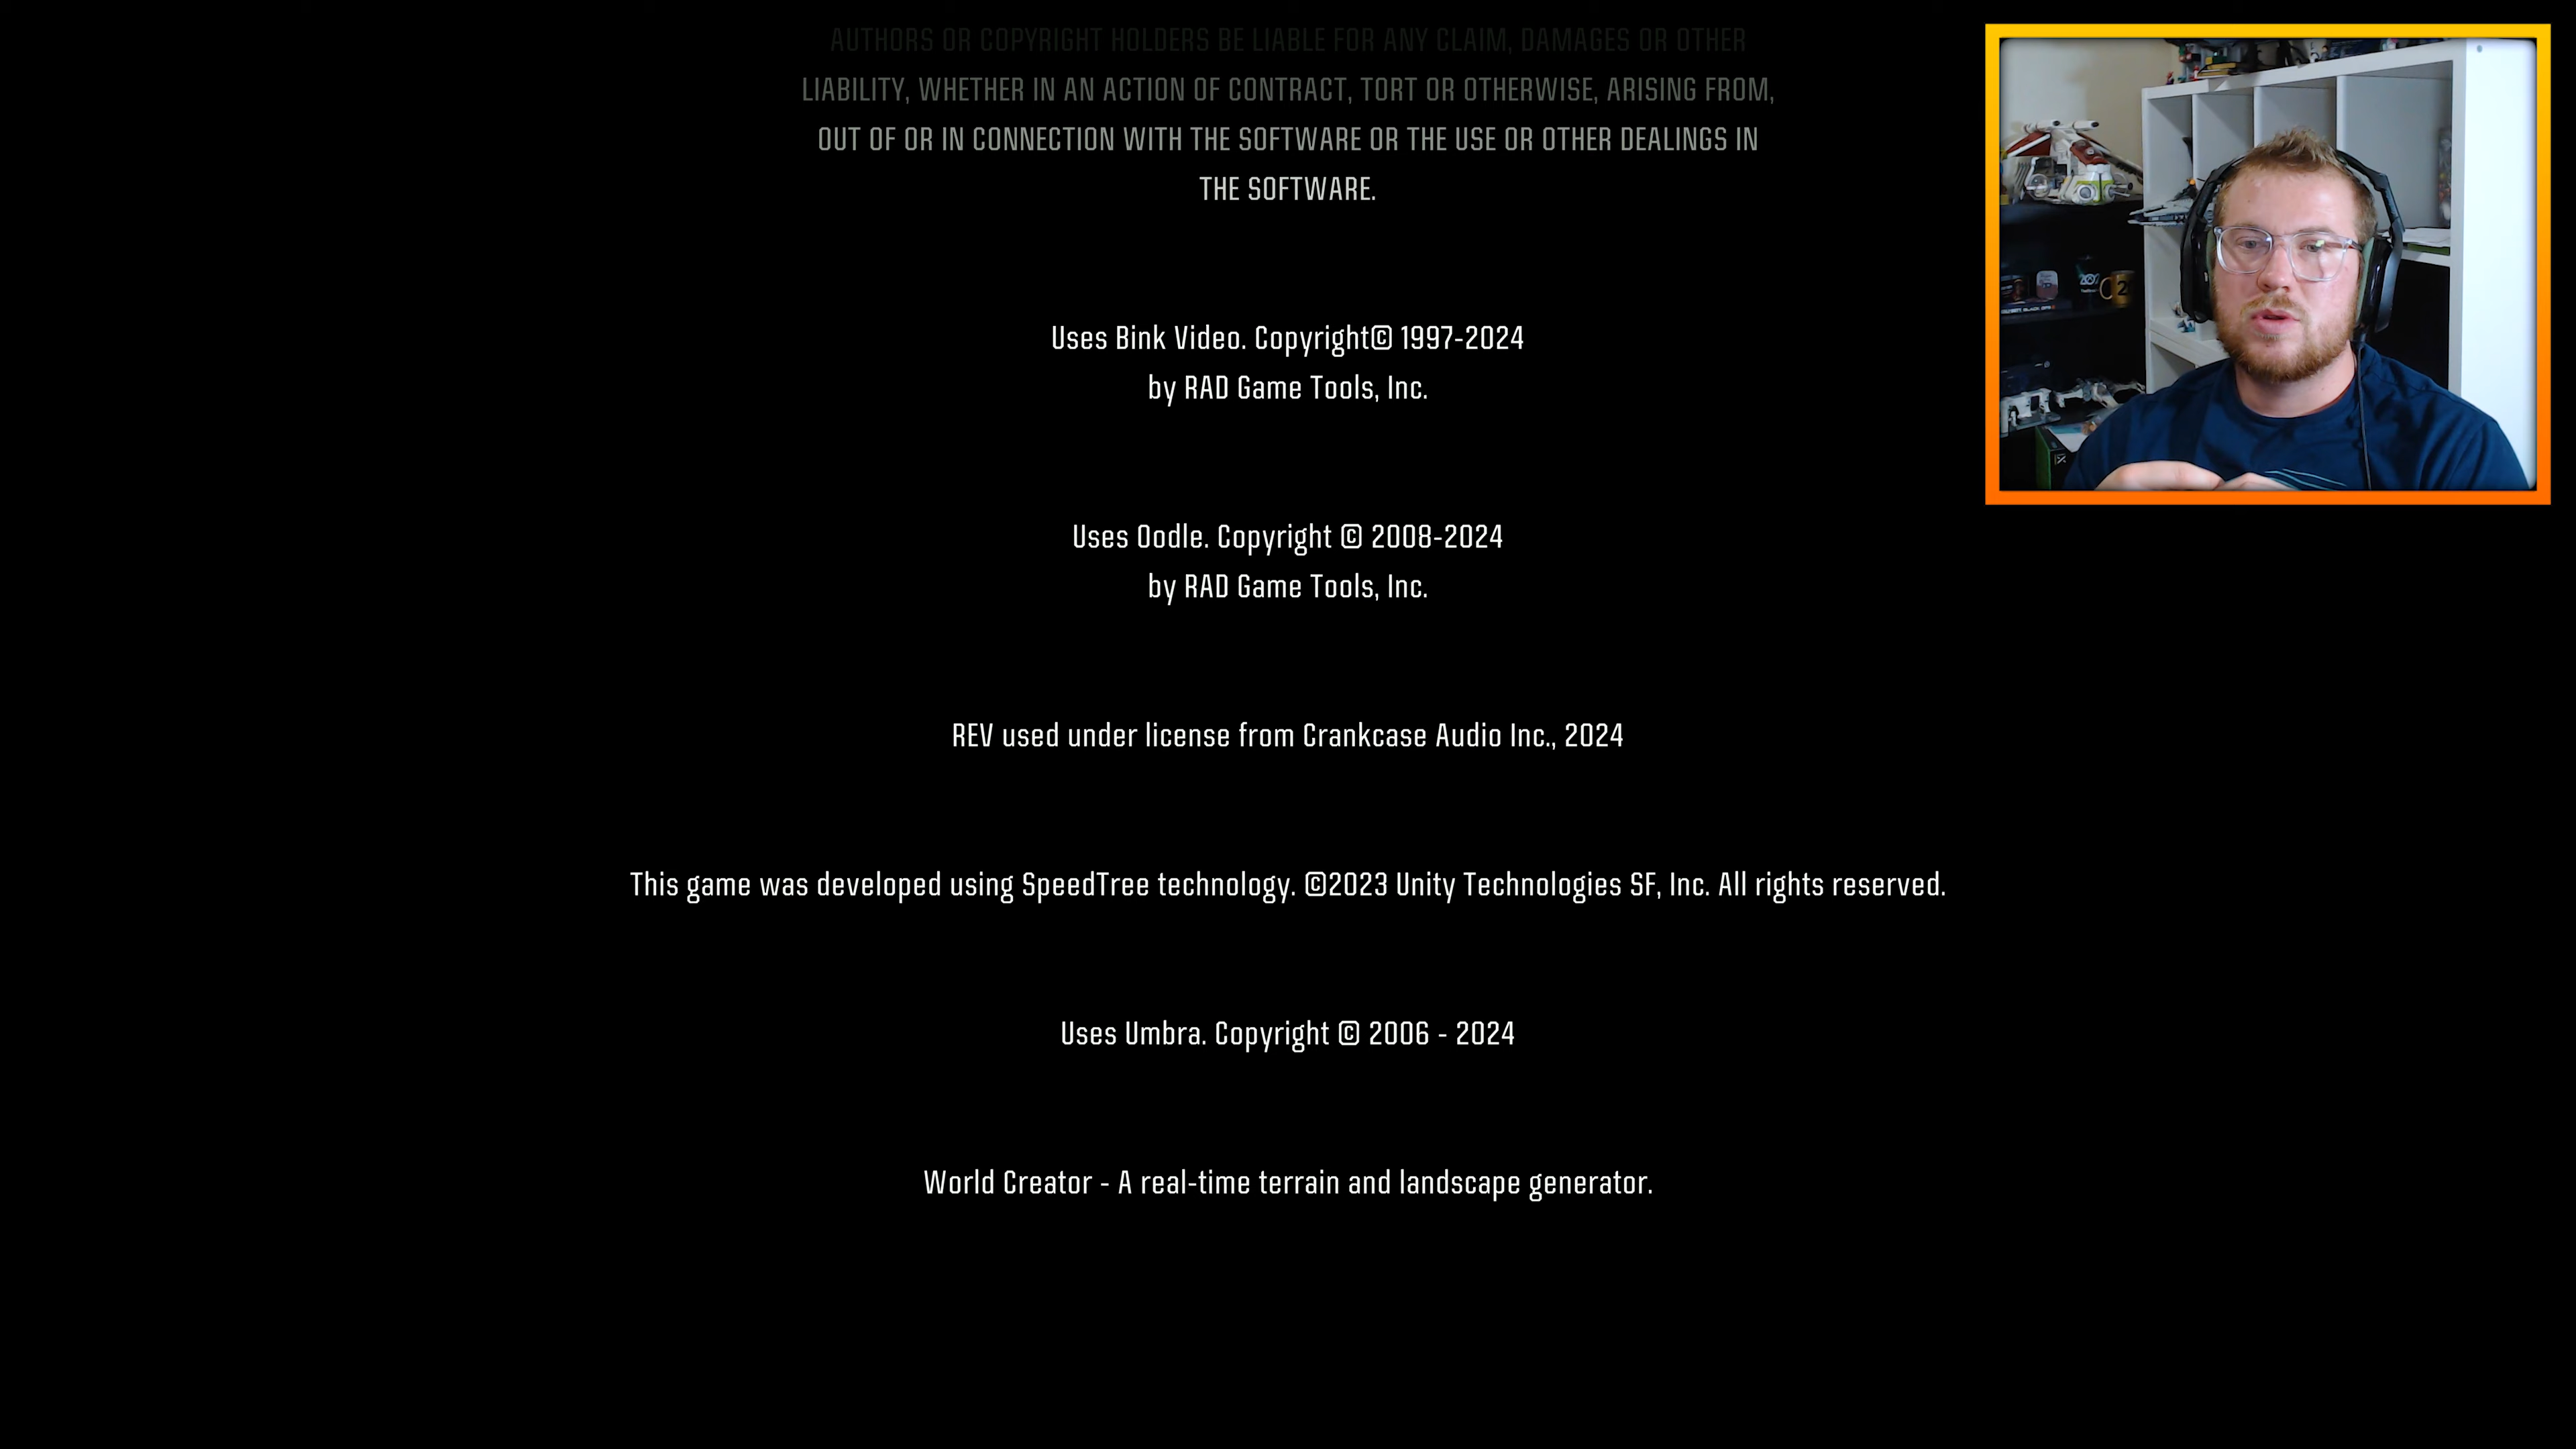 AUTHORS OR COPYRIGHT HOLDERS BE LIABLE FOR ANY CLAIM, DAMAGES OR OTHER
LIABILITY, WHETHER IN AN ACTION OF CONTRACT, TORT OR OTHERWISE, ARISING FROM,
OUT OF OR IN CONNECTION WITH THE SOFTWARE OR THE USE OR OTHER DEALINGS IN
THE SOFTWARE.
Uses Bink Video. Copyright© 1997-2024
by RAD Game Tools, Inc.
Uses Oodle. Copyright © 2008-2024
by RAD Game Tools, Inc.
REV used under license from Crankcase Audio Inc., 2024
This game was developed using SpeedTree technology. ©2023 Unity Technologies SF, Inc. All rights reserved.
Uses Umbra. Copyright © 2006 - 2024
World Creator - A real-time terrain and landscape generator.